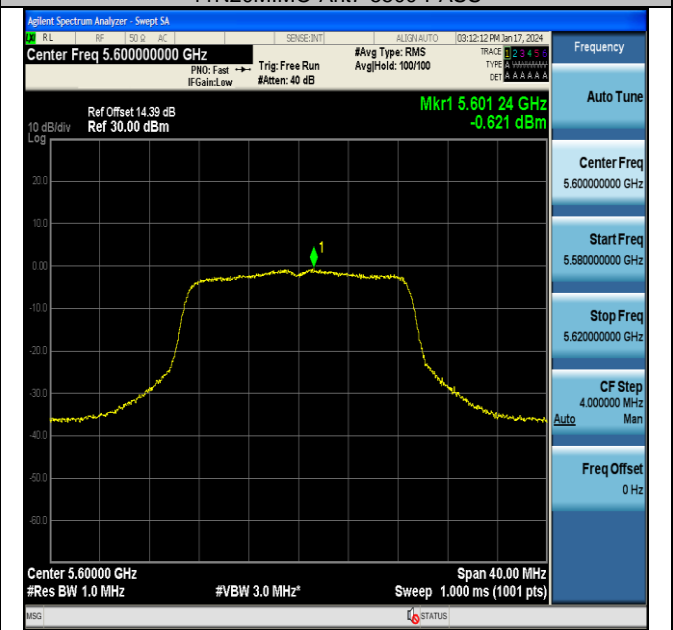 Agilent Spectrum Analyzer - Swept SA
RL RF 50 Ω AC SENSE:INT ALIGN AUTO 03:12:12 PM Jan 17, 2024
Center Freq 5.600000000 GHz
PNO: Fast
IFGain:Low
Trig: Free Run
#Atten: 40 dB
#Avg Type: RMS
Avg|Hold: 100/100
TRACE 1 2 3 4 5 6
TYPE A
DET A A A A A A
Frequency
Ref Offset 14.39 dB
10 dB/div Ref 30.00 dBm
Log
Mkr1 5.601 24 GHz
-0.621 dBm
Auto Tune
Center Freq
5.600000000 GHz
Start Freq
5.580000000 GHz
Stop Freq
5.620000000 GHz
CF Step
4.000000 MHz
Auto Man
Freq Offset
0 Hz
20.0
10.0
0.00
-10.0
-20.0
-30.0
-40.0
-50.0
-60.0
1
Center 5.60000 GHz Span 40.00 MHz
#Res BW 1.0 MHz #VBW 3.0 MHz* Sweep 1.000 ms (1001 pts)
MSG STATUS